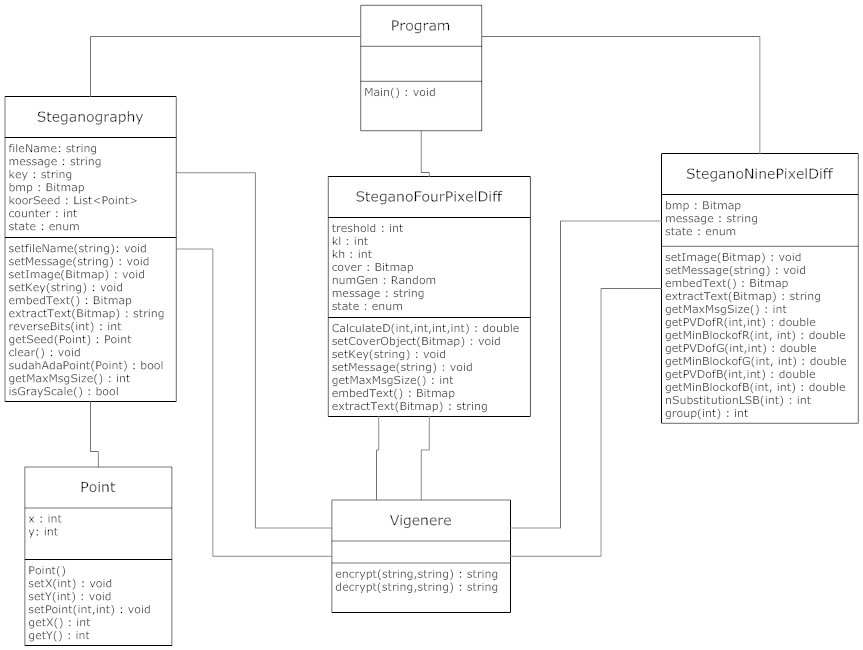 Program
Main() : void
Steganography
fileName: string
message : string
key : string
bmp : Bitmap
koorSeed : List<Point>
counter : int
state : enum
setfileName(string): void
setMessage(string) : void
setImage(Bitmap) : void
setKey(string) : void
embedText() : Bitmap
extractText(Bitmap) : string
reverseBits(int) : int
getSeed(Point) : Point
clear() : void
sudahAdaPoint(Point) : bool
getMaxMsgSize() : int
isGrayScale() : bool
SteganoFourPixelDiff
treshold : int
kl : int
kh : int
cover : Bitmap
numGen : Random
message : string
state : enum
CalculateD(int,int,int,int) : double
setCoverObject(Bitmap) : void
setKey(string) : void
setMessage(string) : void
getMaxMsgSize() : int
embedText() : Bitmap
extractText(Bitmap) : string
SteganoNinePixelDiff
bmp : Bitmap
message : string
state : enum
setImage(Bitmap) : void
setMessage(string) : void
embedText() : Bitmap
extractText(Bitmap) : string
getMaxMsgSize() : int
getPVDofR(int,int) : double
getMinBlockofR(int, int) : double
getPVDofG(int,int) : double
getMinBlockofG(int, int) : double
getPVDofB(int,int) : double
getMinBlockofB(int, int) : double
nSubstitutionLSB(int) : int
group(int) : int
Point
x : int
y: int
Point()
setX(int) : void
setY(int) : void
setPoint(int,int) : void
getX() : int
getY() : int
Vigenere
encrypt(string,string) : string
decrypt(string,string) : string